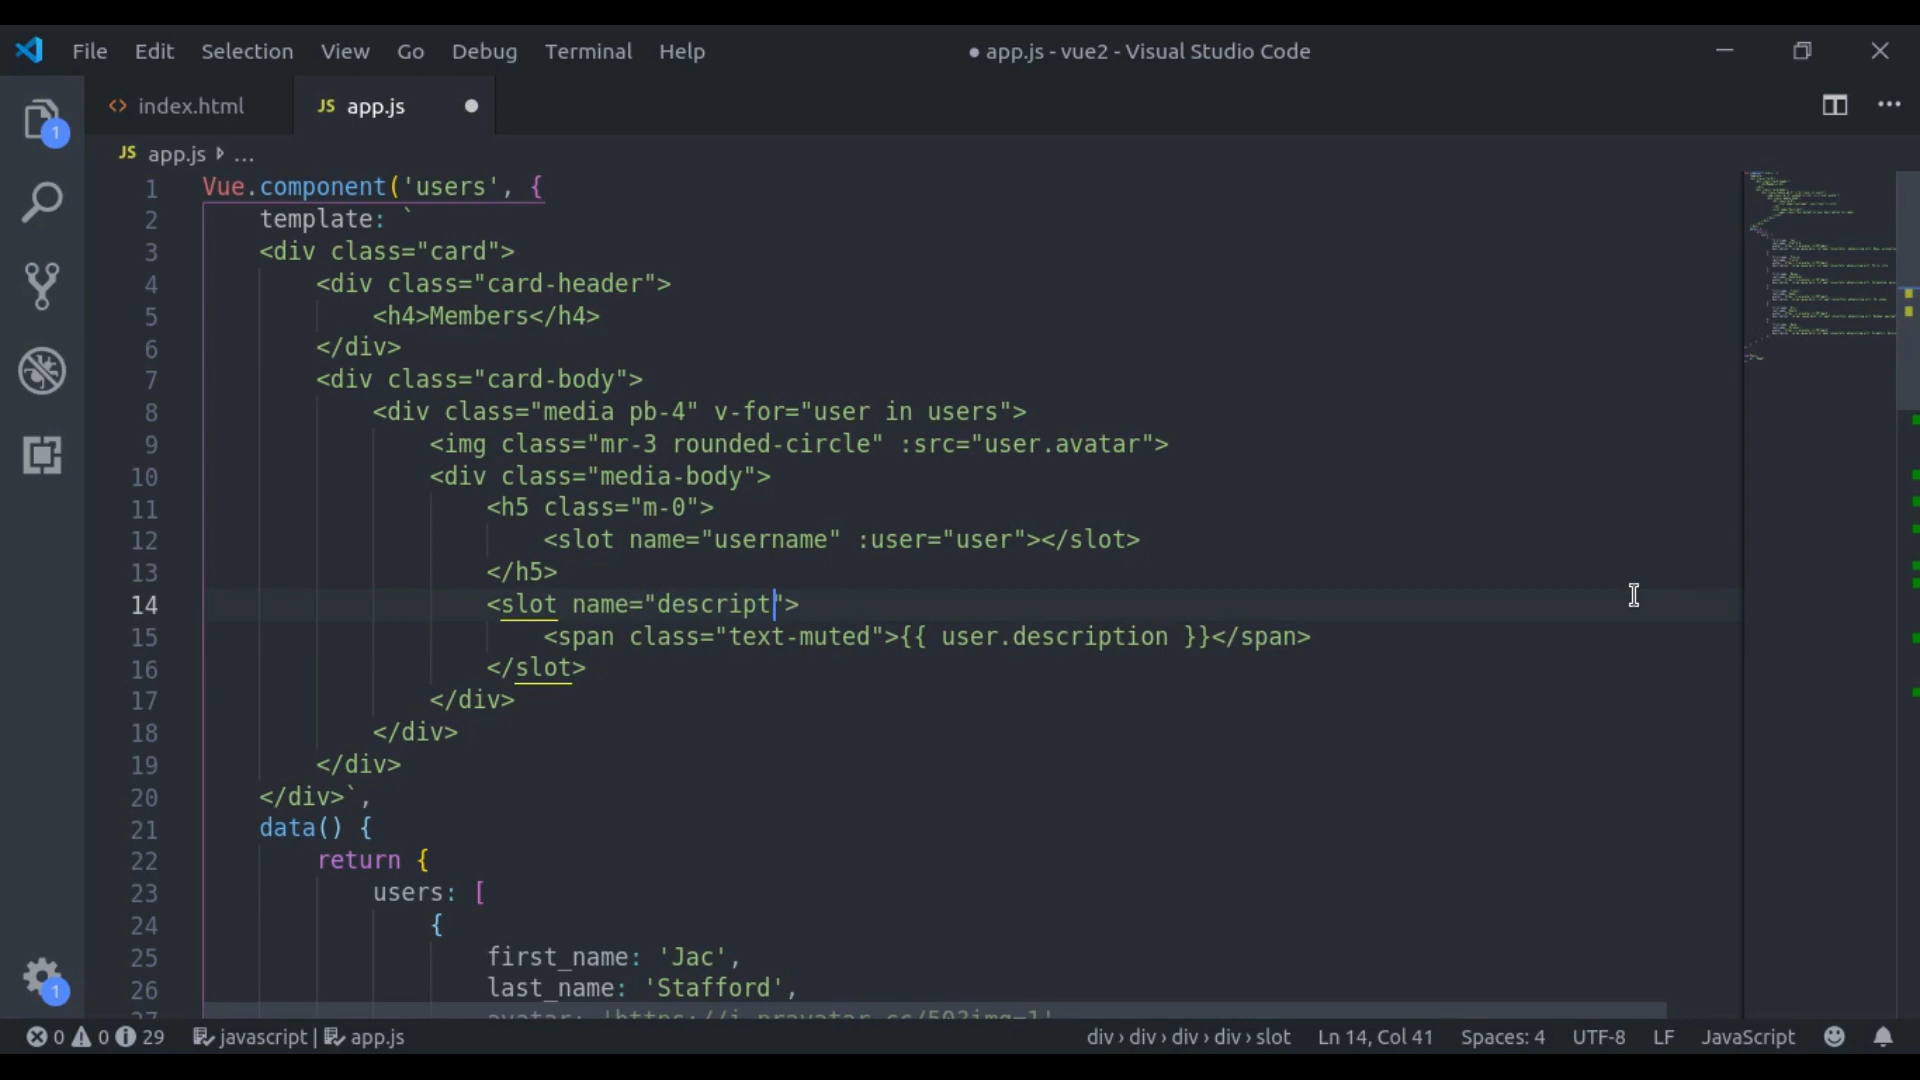 File Edit Selection View Go Debug Terminal Help ● app.js - vue2 - Visual Studio Code
<> index.html JS app.js
JS app.js ...
1 Vue.component('users', {
2 template: `
3 <div class="card">
4 <div class="card-header">
5 <h4>Members</h4>
6 </div>
7 <div class="card-body">
8 <div class="media pb-4" v-for="user in users">
9 <img class="mr-3 rounded-circle" :src="user.avatar">
10 <div class="media-body">
11 <h5 class="m-0">
12 <slot name="username" :user="user"></slot>
13 </h5>
14 <slot name="descript">
15 <span class="text-muted">{{ user.description }}</span>
16 </slot>
17 </div>
18 </div>
19 </div>
20 </div>`,
21 data() {
22 return {
23 users: [
24 {
25 first_name: 'Jac',
26 last_name: 'Stafford',
1
1
0 0 29 javascript | app.js div › div › div › div › slot Ln 14, Col 41 Spaces: 4 UTF-8 LF JavaScript